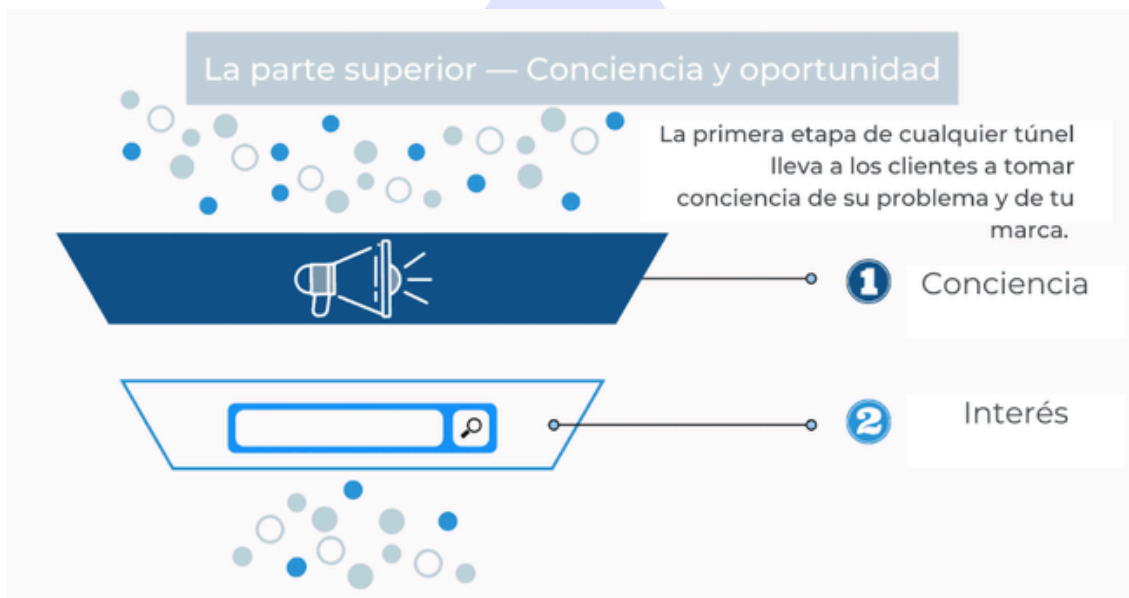 La parte superior — Conciencia y oportunidad
La primera etapa de cualquier túnel
lleva a los clientes a tomar
conciencia de su problema y de tu
marca.
1 Conciencia
2 Interés